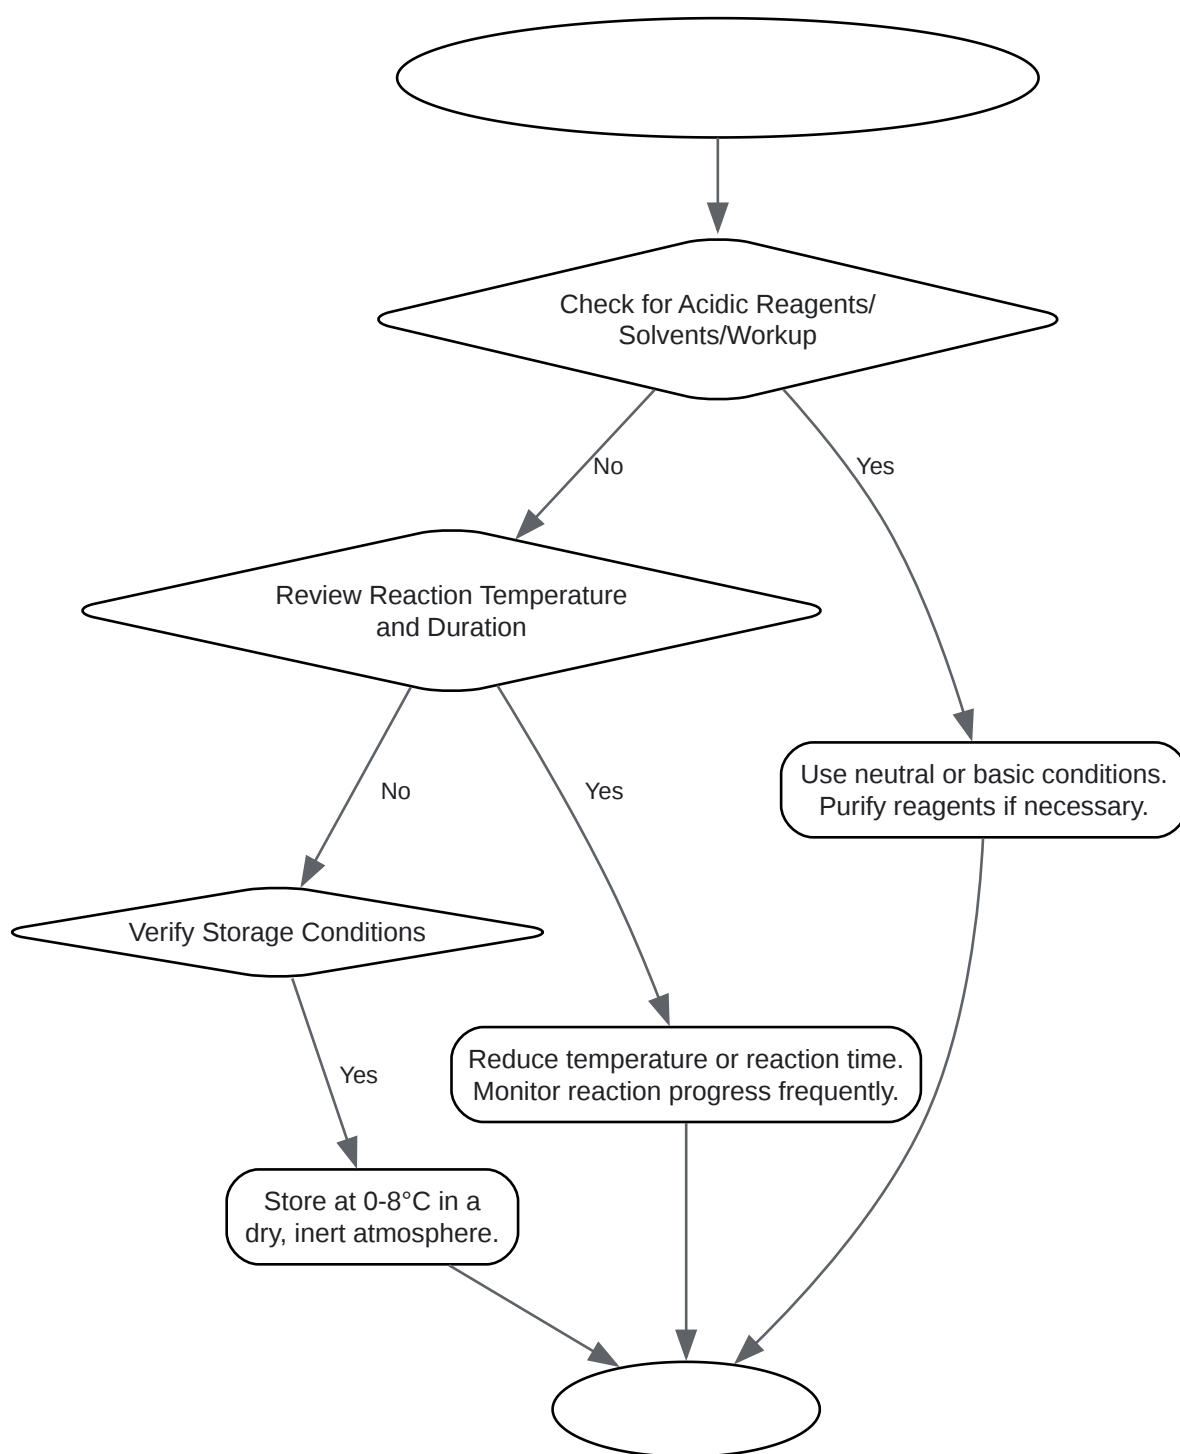 Check for Acidic Reagents/
Solvents/Workup
No
Yes
Review Reaction Temperature
and Duration
Use neutral or basic conditions.
Purify reagents if necessary.
No
Yes
Verify Storage Conditions
Reduce temperature or reaction time.
Monitor reaction progress frequently.
Yes
Store at 0-8°C in a
dry, inert atmosphere.